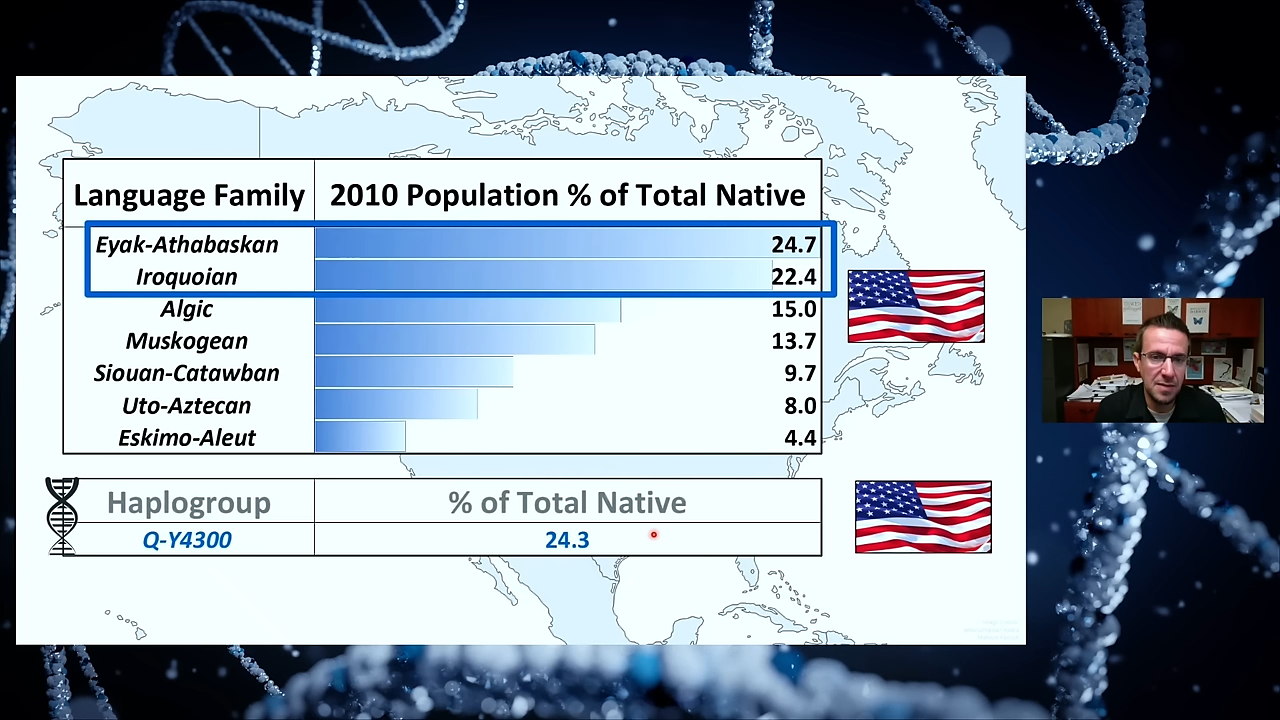 Language Family 2010 Population % of Total Native
Eyak-Athabaskan 24.7
Iroquoian 22.4
Algic 15.0
Muskogean 13.7
Siouan-Catawban 9.7
Uto-Aztecan 8.0
Eskimo-Aleut 4.4
Haplogroup % of Total Native
Q-Y4300 24.3